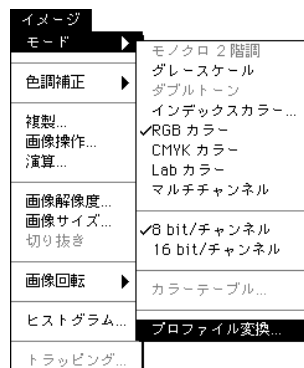 イメージ
モード
色調補正
複製...
画像操作...
演算...
画像解像度...
画像サイズ...
切り抜き
画像回転
ヒストグラム...
トラッピング...
モノクロ 2 階調
グレースケール
ダブルトーン
インデックスカラー...
✓RGB カラー
CMYK カラー
Lab カラー
マルチチャンネル
✓8 bit/チャンネル
16 bit/チャンネル
カラーテーブル...
プロファイル変換...